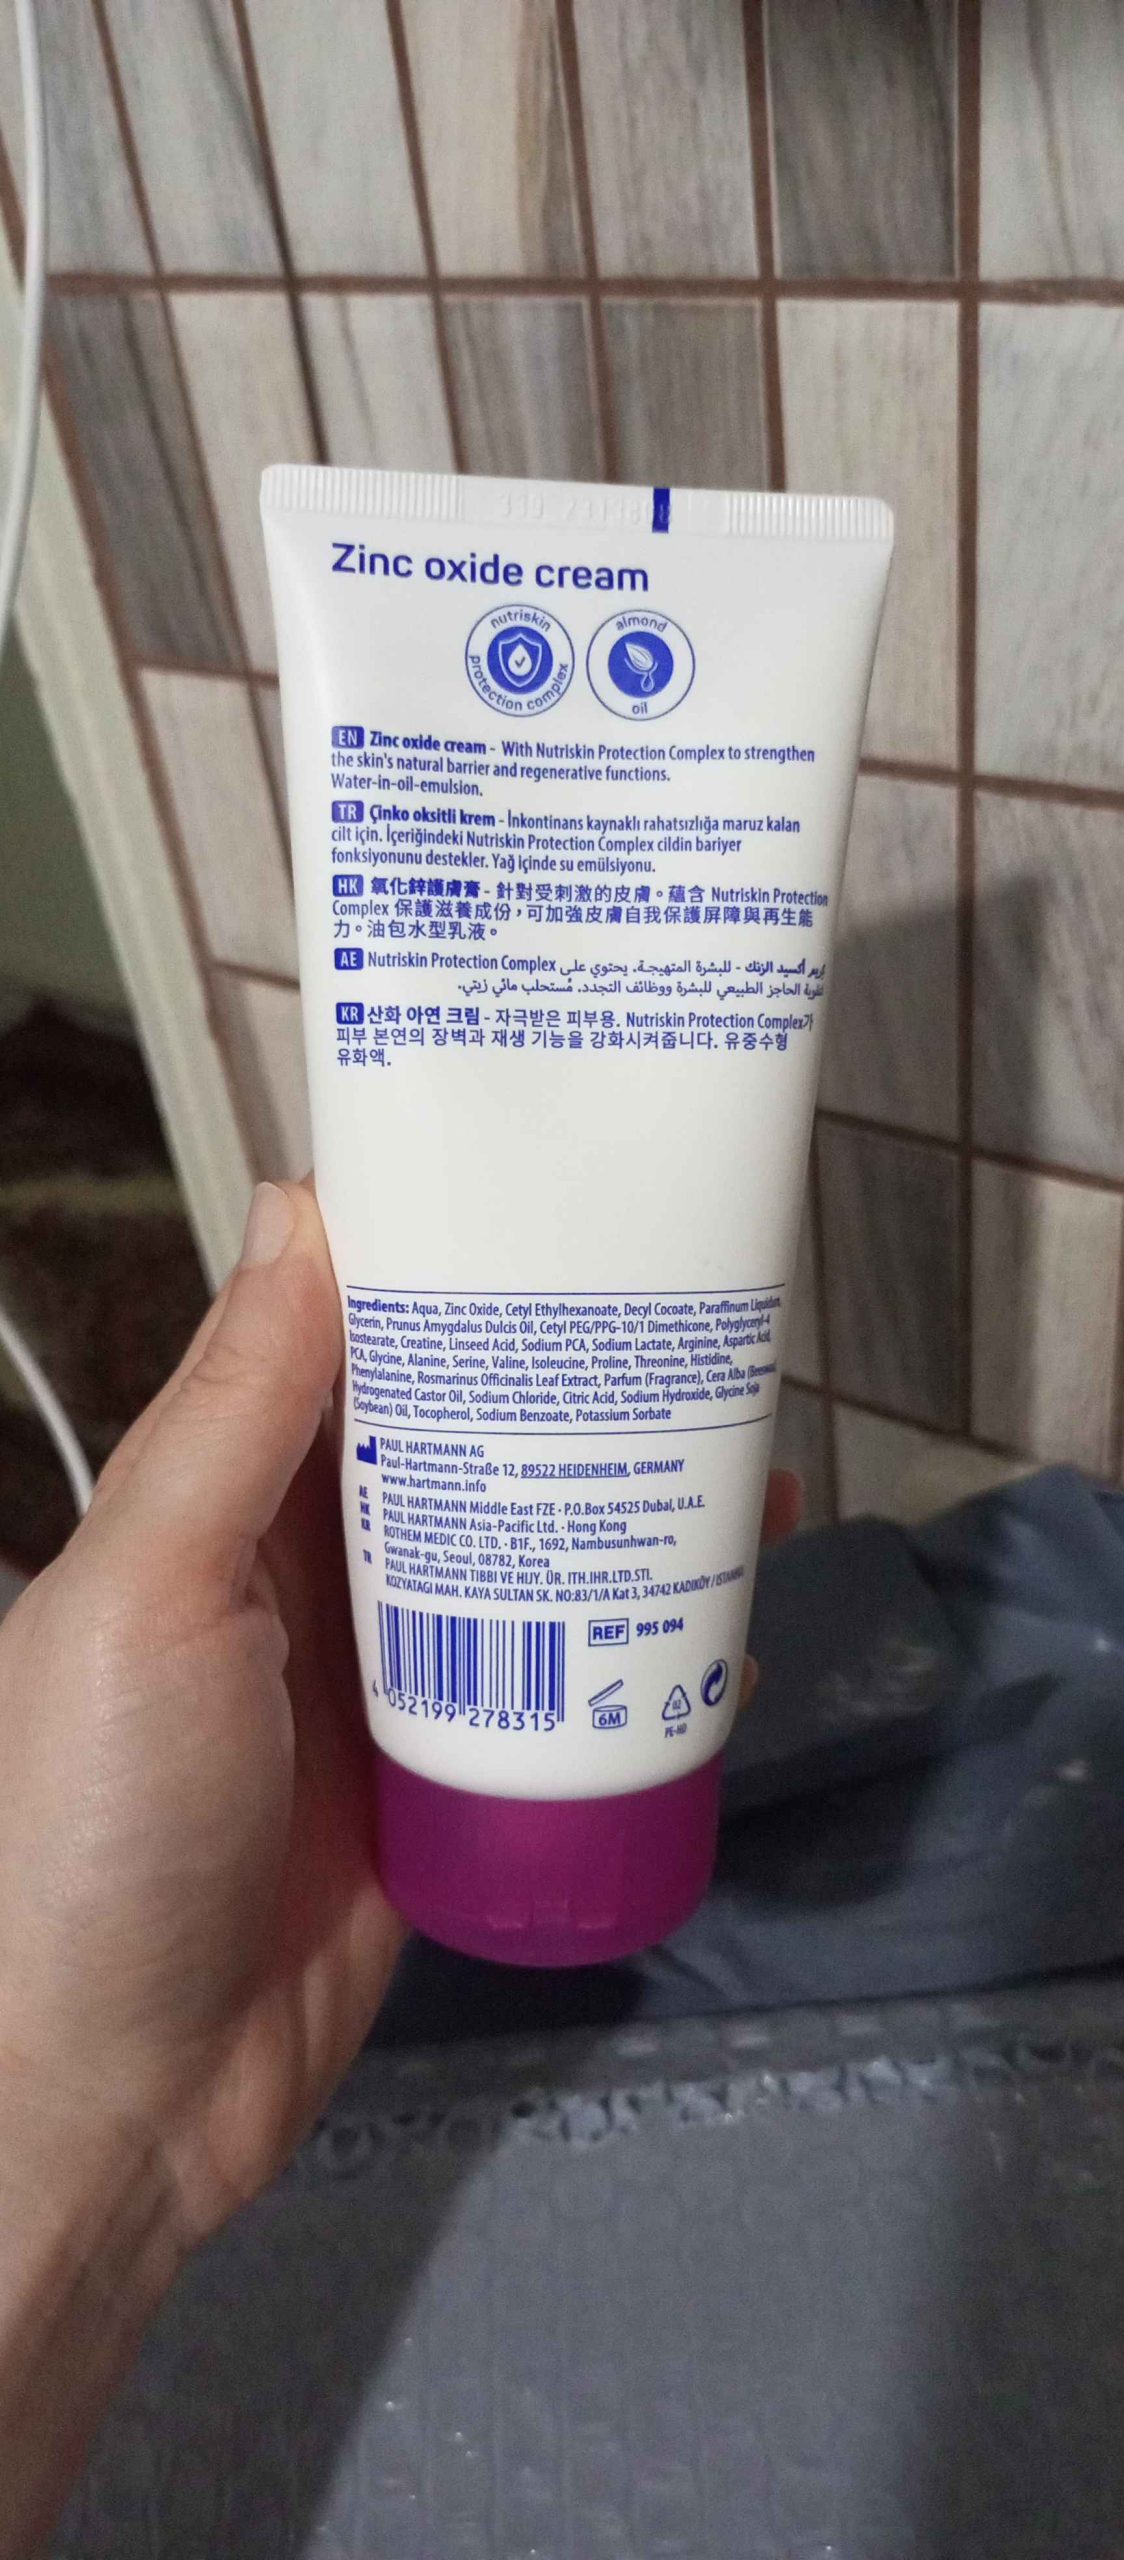 Zinc oxide cream
nutriskin protection complex
almond oil
EN Zinc oxide cream - With Nutriskin Protection Complex to strengthen
the skin's natural barrier and regenerative functions.
Water-in-oil-emulsion.
TR Çinko oksitli krem - İnkontinans kaynaklı rahatsızlığa maruz kalan
cilt için. İçeriğindeki Nutriskin Protection Complex cildin bariyer
fonksiyonunu destekler. Yağ içinde su emülsiyonu.
HK 氧化鋅護膚膏 - 針對受刺激的皮膚。蘊含 Nutriskin Protection
Complex 保護滋養成份，可加強皮膚自我保護屏障與再生能
力。油包水型乳液。
AE كريم أكسيد الزنك - للبشرة المتهيجة. يحتوي على Nutriskin Protection Complex
لتقوية الحاجز الطبيعي للبشرة ووظائف التجدد. مُستحلب مائي زيتي.
KR 산화 아연 크림 - 자극받은 피부용. Nutriskin Protection Complex가
피부 본연의 장벽과 재생 기능을 강화시켜줍니다. 유중수형
유화액.
Ingredients: Aqua, Zinc Oxide, Cetyl Ethylhexanoate, Decyl Cocoate, Paraffinum Liquidum,
Glycerin, Prunus Amygdalus Dulcis Oil, Cetyl PEG/PPG-10/1 Dimethicone, Polyglyceryl-4
Isostearate, Creatine, Linseed Acid, Sodium PCA, Sodium Lactate, Arginine, Aspartic Acid,
PCA, Glycine, Alanine, Serine, Valine, Isoleucine, Proline, Threonine, Histidine,
Phenylalanine, Rosmarinus Officinalis Leaf Extract, Parfum (Fragrance), Cera Alba (Beeswax),
Hydrogenated Castor Oil, Sodium Chloride, Citric Acid, Sodium Hydroxide, Glycine Soja
(Soybean) Oil, Tocopherol, Sodium Benzoate, Potassium Sorbate
PAUL HARTMANN AG
Paul-Hartmann-Straße 12, 89522 HEIDENHEIM, GERMANY
www.hartmann.info
AE PAUL HARTMANN Middle East FZE · P.O.Box 54525 Dubai, U.A.E.
HK PAUL HARTMANN Asia-Pacific Ltd. · Hong Kong
KR ROTHEM MEDIC CO. LTD. · B1F., 1692, Nambusunhwan-ro,
Gwanak-gu, Seoul, 08782, Korea
TR PAUL HARTMANN TIBBI VE HIJY. ÜR. ITH.IHR.LTD.STI.
KOZYATAGI MAH. KAYA SULTAN SK. NO:83/1/A Kat 3, 34742 KADIKÖY / ISTANBUL
REF 995 094
4 052199 278315
6M
02
PE-HD